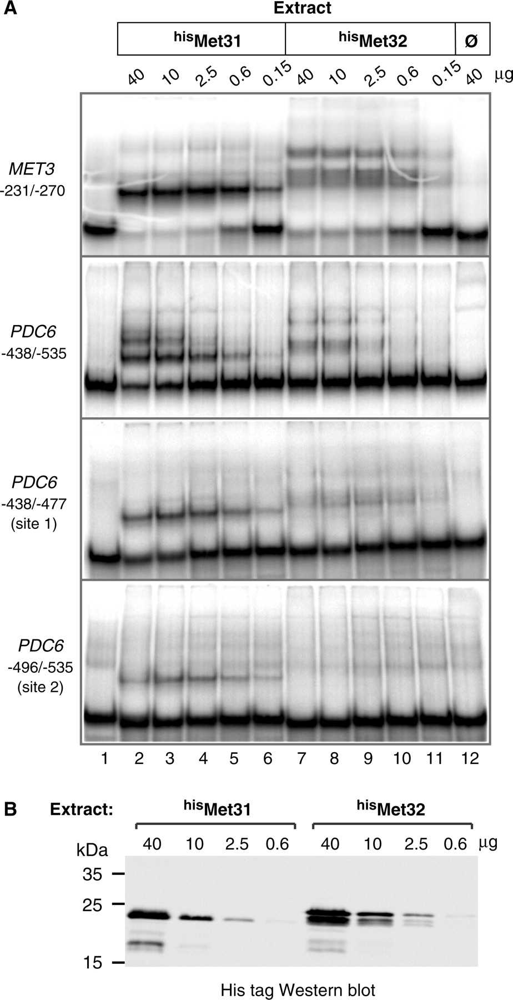 A
Extract
hisMet31 hisMet32 Ø
40 10 2.5 0.6 0.15 40 10 2.5 0.6 0.15 40 µg
MET3
-231/-270
PDC6
-438/-535
PDC6
-438/-477
(site 1)
PDC6
-496/-535
(site 2)
1 2 3 4 5 6 7 8 9 10 11 12
B Extract: hisMet31 hisMet32
40 10 2.5 0.6 40 10 2.5 0.6 µg
kDa
35
25
15
His tag Western blot